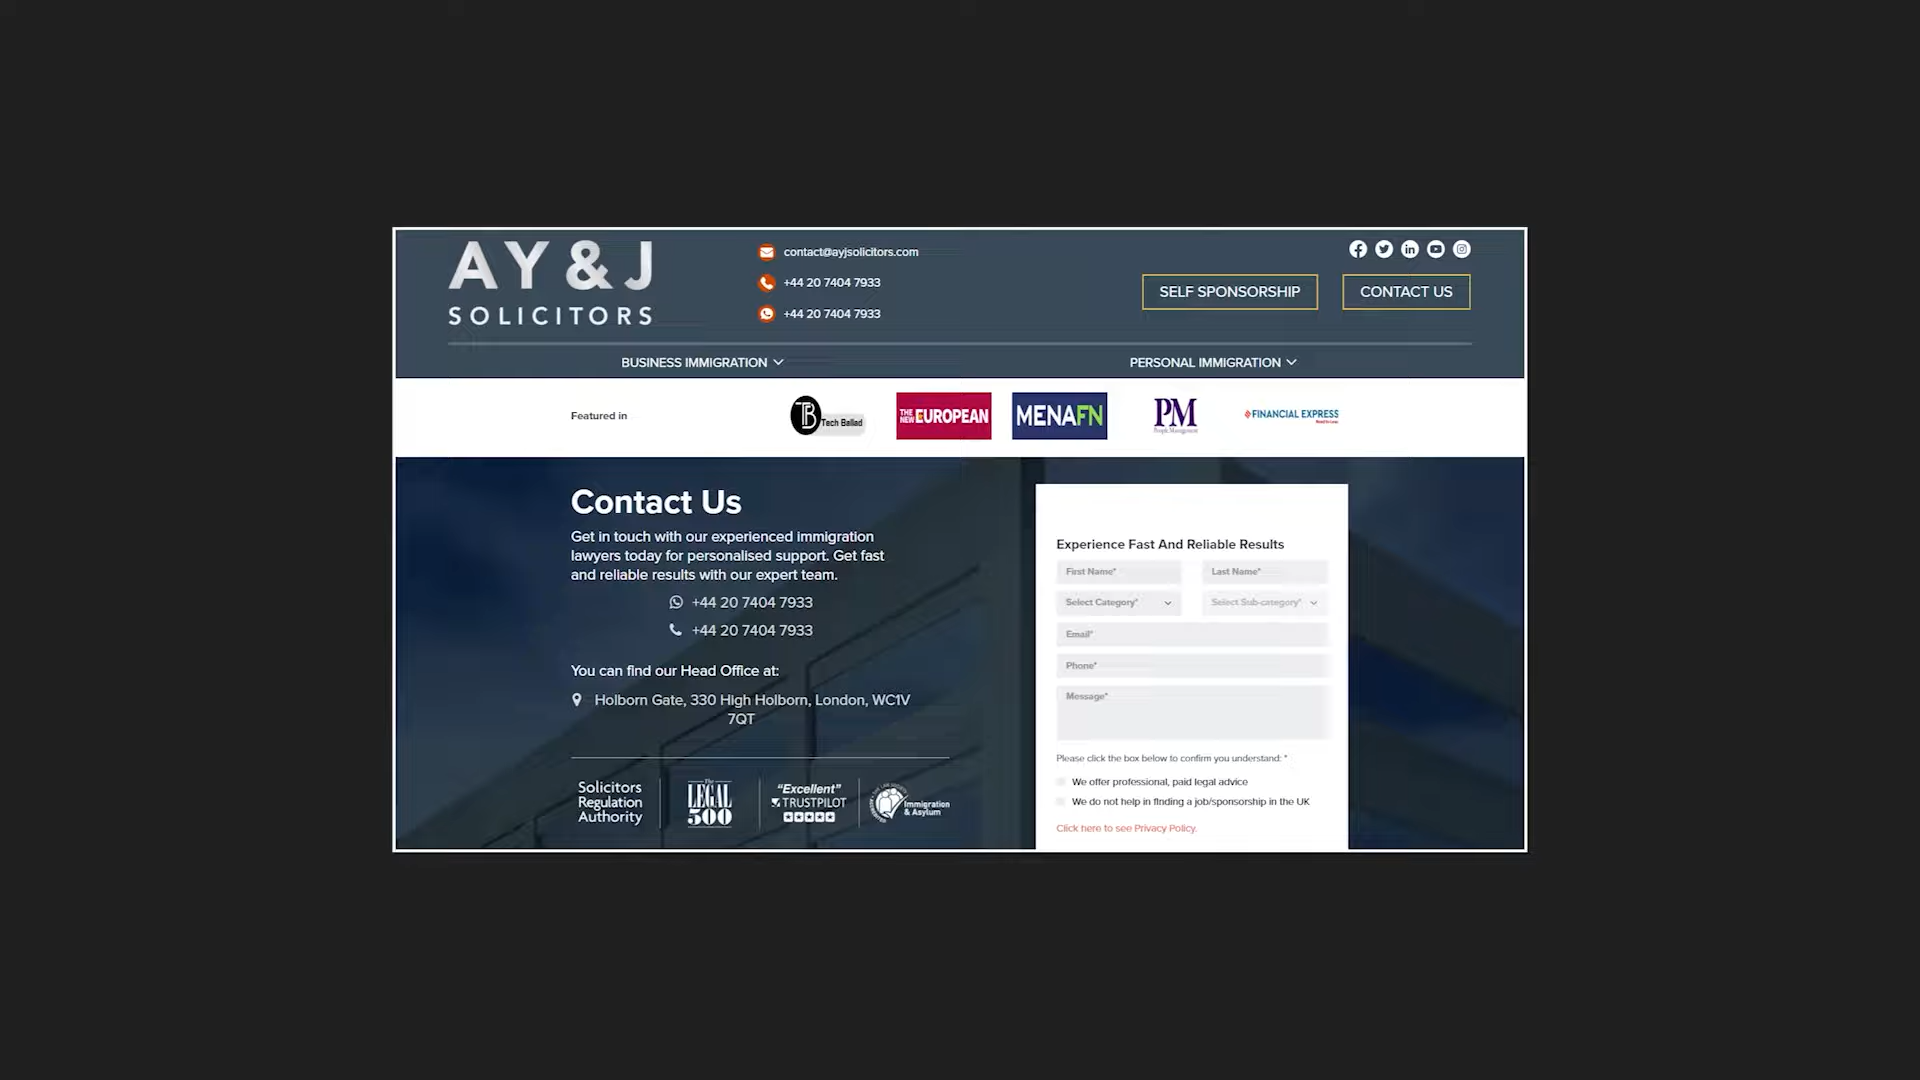 AY&J
SOLICITORS
contact@ayjsolicitors.com
+44 20 7404 7933
+44 20 7404 7933
SELF SPONSORSHIP
CONTACT US
BUSINESS IMMIGRATION
PERSONAL IMMIGRATION
Featured in
TB Tech Ballad
THE NEW EUROPEAN
MENAFN
PM
People Management
FINANCIAL EXPRESS
Contact Us
Get in touch with our experienced immigration
lawyers today for personalised support. Get fast
and reliable results with our expert team.
+44 20 7404 7933
+44 20 7404 7933
You can find our Head Office at:
Holborn Gate, 330 High Holborn, London, WC1V
7QT
Solicitors
Regulation
Authority
The
LEGAL
500
"Excellent"
TRUSTPILOT
Immigration
& Asylum
Experience Fast And Reliable Results
First Name*
Last Name*
Select Category*
Select Sub-category*
Email*
Phone*
Message*
Please click the box below to confirm you understand: *
We offer professional, paid legal advice
We do not help in finding a job/sponsorship in the UK
Click here to see Privacy Policy.